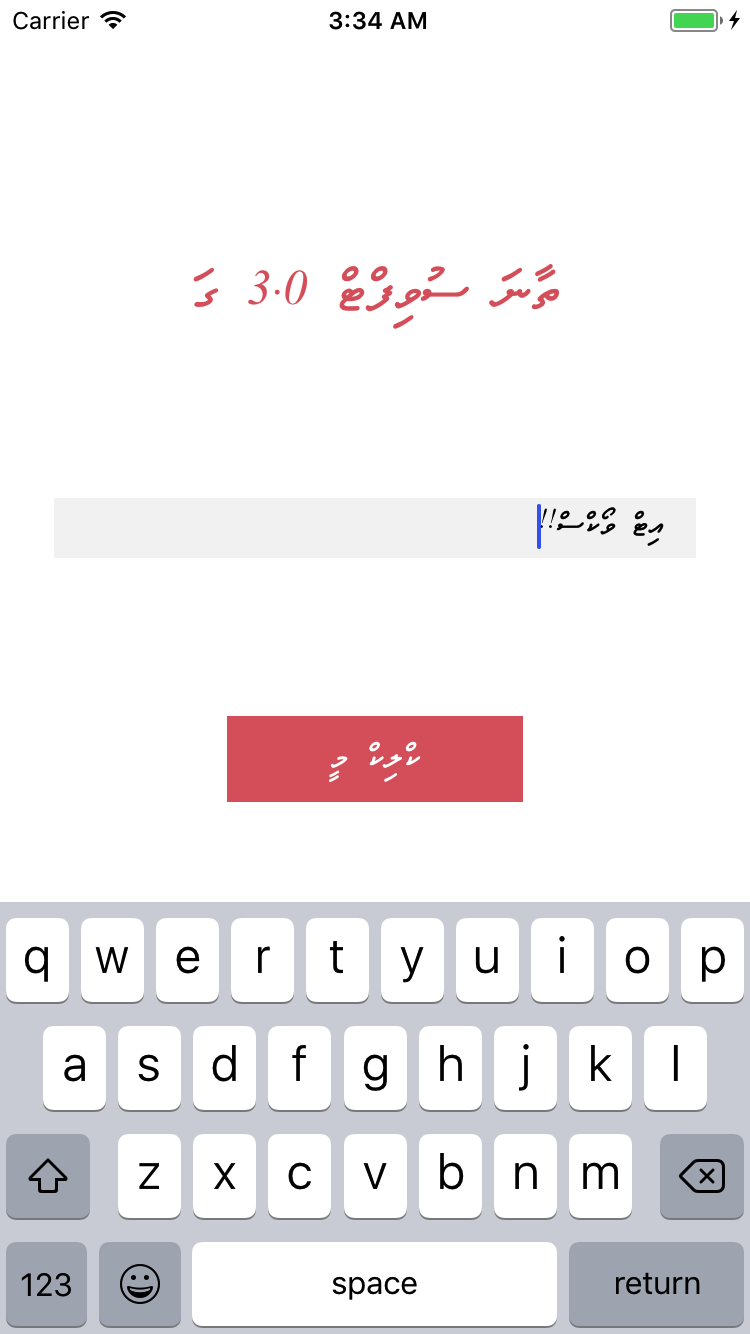 Carrier 3:34 AM
ތާނަ ސުވިފްޓް 3.0 ގަ
އިޓް ވޯކްސް!!
ކްލިކް މީ
q w e r t y u i o p
a s d f g h j k l
z x c v b n m
123 space return